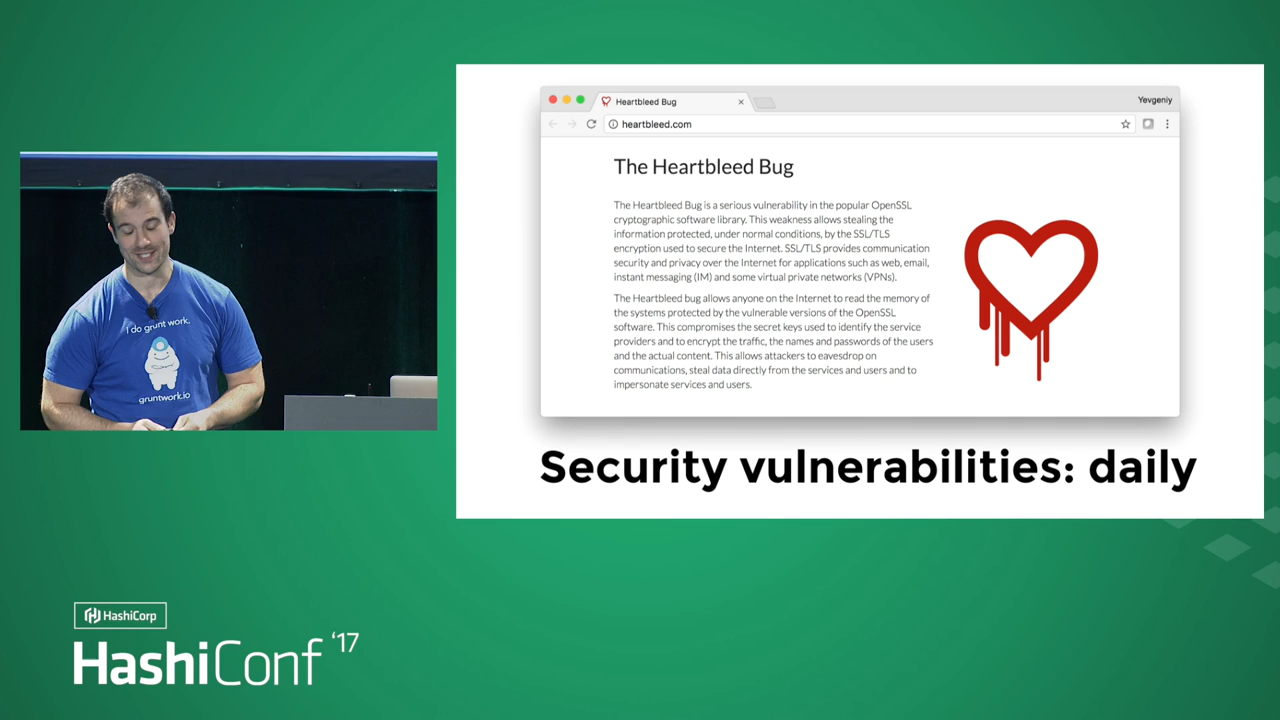 I do grunt work.
gruntwork.io
Heartbleed Bug
Yevgeniy
heartbleed.com
The Heartbleed Bug
The Heartbleed Bug is a serious vulnerability in the popular OpenSSL
cryptographic software library. This weakness allows stealing the
information protected, under normal conditions, by the SSL/TLS
encryption used to secure the Internet. SSL/TLS provides communication
security and privacy over the Internet for applications such as web, email,
instant messaging (IM) and some virtual private networks (VPNs).
The Heartbleed bug allows anyone on the Internet to read the memory of
the systems protected by the vulnerable versions of the OpenSSL
software. This compromises the secret keys used to identify the service
providers and to encrypt the traffic, the names and passwords of the users
and the actual content. This allows attackers to eavesdrop on
communications, steal data directly from the services and users and to
impersonate services and users.
Security vulnerabilities: daily
HashiCorp
HashiConf '17